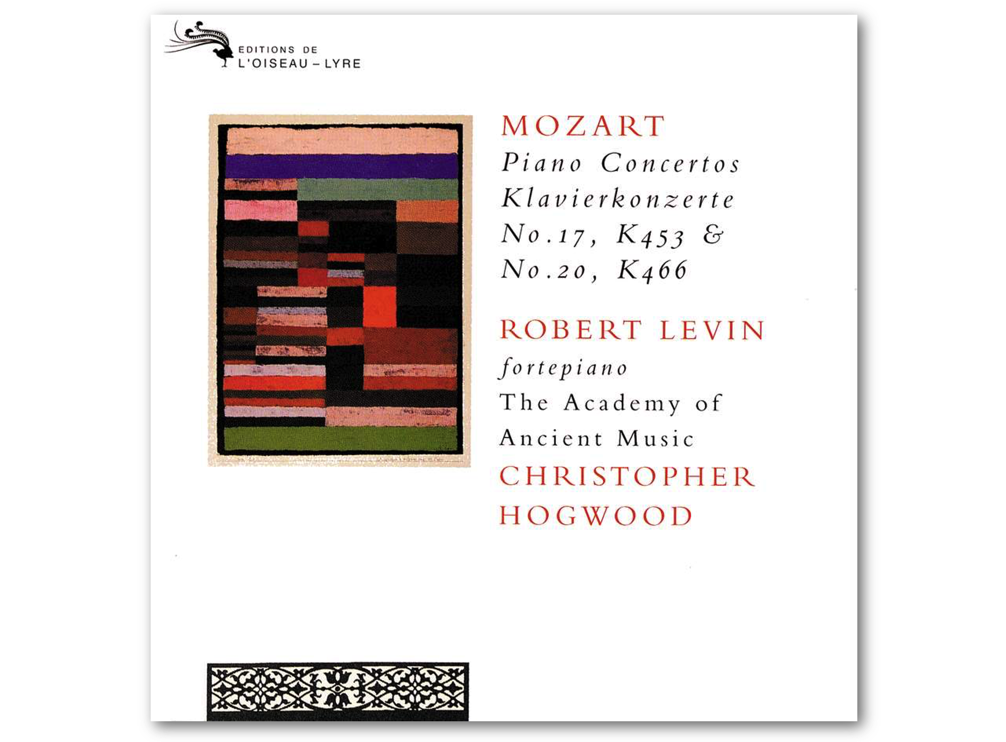 EDITIONS DE
L'OISEAU–LYRE
MOZART
Piano Concertos
Klavierkonzerte
No.17, K453 &
No.20, K466
ROBERT LEVIN
fortepiano
The Academy of
Ancient Music
CHRISTOPHER
HOGWOOD